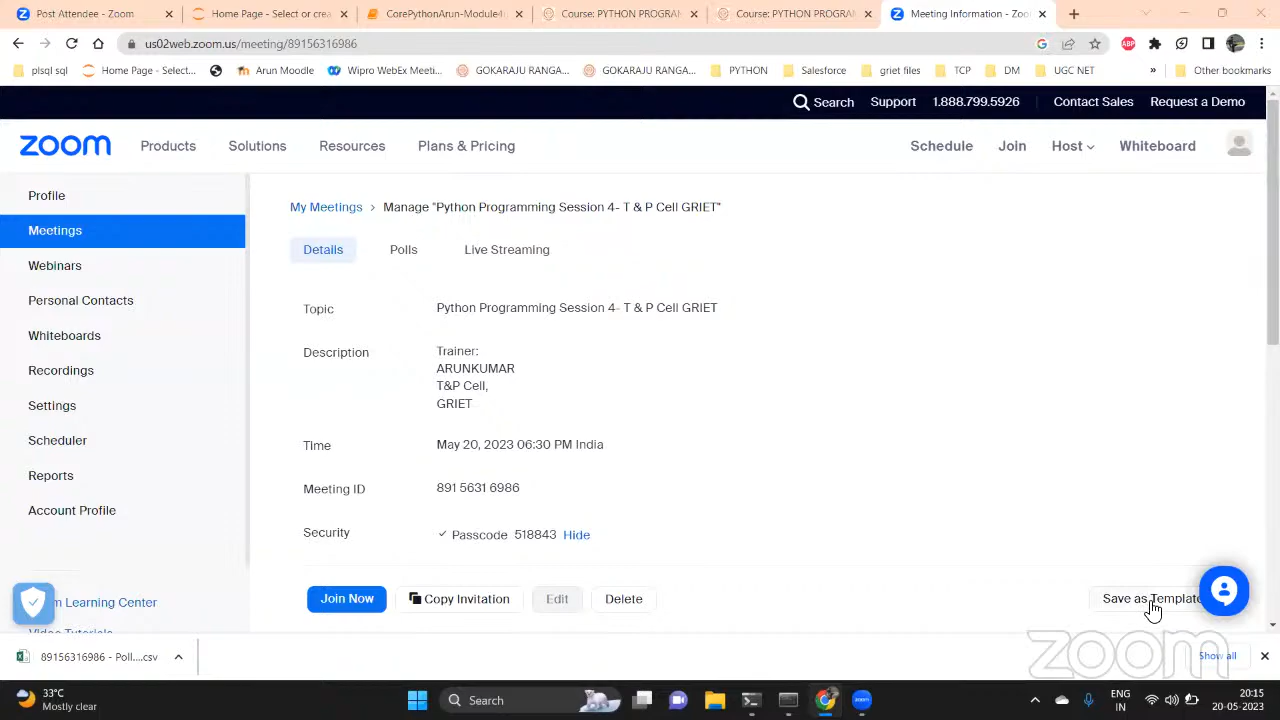 Post Attendee - Zoom
Home Page - Select or crea
CorePythonArun-Module4
Course: PYTHON PROGRAN
Course: PYTHON PROGRAN
Meeting Information - Zoo
us02web.zoom.us/meeting/89156316986
plsql sql
Home Page - Select...
Arun Moodle
Wipro WebEx Meeti...
GOKARAJU RANGA...
GOKARAJU RANGA...
PYTHON
Salesforce
griet files
TCP
DM
UGC NET
»
Other bookmarks
Search
Support
1.888.799.5926
Contact Sales
Request a Demo
zoom
Products
Solutions
Resources
Plans & Pricing
Schedule
Join
Host
Whiteboard
Profile
Meetings
Webinars
Personal Contacts
Whiteboards
Recordings
Settings
Scheduler
Reports
Account Profile
m Learning Center
Video Tutorials
My Meetings > Manage "Python Programming Session 4- T & P Cell GRIET"
Details
Polls
Live Streaming
Topic
Python Programming Session 4- T & P Cell GRIET
Description
Trainer:
ARUNKUMAR
T&P Cell,
GRIET
Time
May 20, 2023 06:30 PM India
Meeting ID
891 5631 6986
Security
Passcode 518843 Hide
Join Now
Copy Invitation
Edit
Delete
Save as Template
89156316986 - Poll....csv
Show all
zoom
33°C
Mostly clear
Search
ENG
IN
20:15
20-05-2023